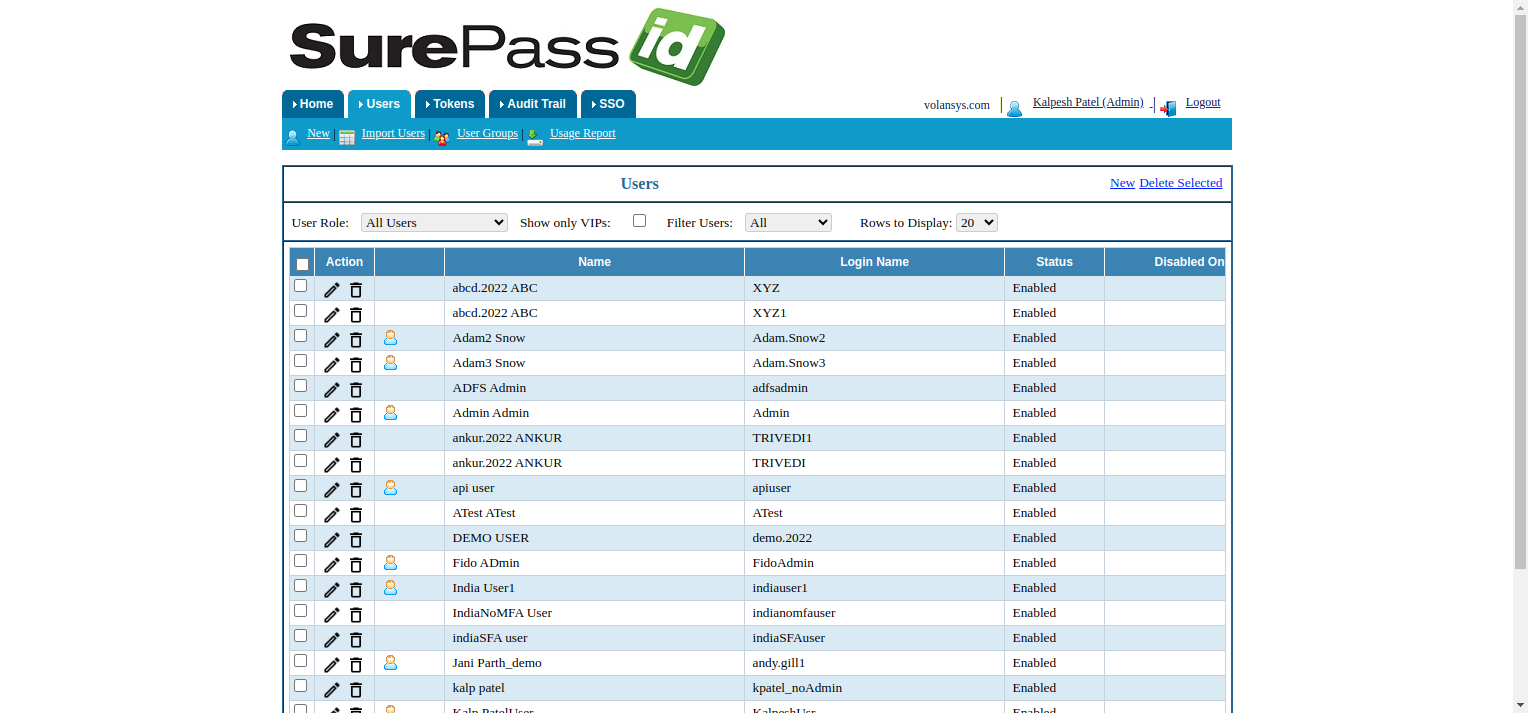 SurePass id
Home Users Tokens Audit Trail SSO
volansys.com | Kalpesh Patel (Admin) - | Logout
New | Import Users | User Groups | Usage Report
Users New Delete Selected
User Role: All Users Show only VIPs: Filter Users: All Rows to Display: 20
Action Name Login Name Status Disabled On
abcd.2022 ABC XYZ Enabled
abcd.2022 ABC XYZ1 Enabled
Adam2 Snow Adam.Snow2 Enabled
Adam3 Snow Adam.Snow3 Enabled
ADFS Admin adfsadmin Enabled
Admin Admin Admin Enabled
ankur.2022 ANKUR TRIVEDI1 Enabled
ankur.2022 ANKUR TRIVEDI Enabled
api user apiuser Enabled
ATest ATest ATest Enabled
DEMO USER demo.2022 Enabled
Fido ADmin FidoAdmin Enabled
India User1 indiauser1 Enabled
IndiaNoMFA User indianomfauser Enabled
indiaSFA user indiaSFAuser Enabled
Jani Parth_demo andy.gill1 Enabled
kalp patel kpatel_noAdmin Enabled
Kalp PatelUser KalpeshUsr Enabled